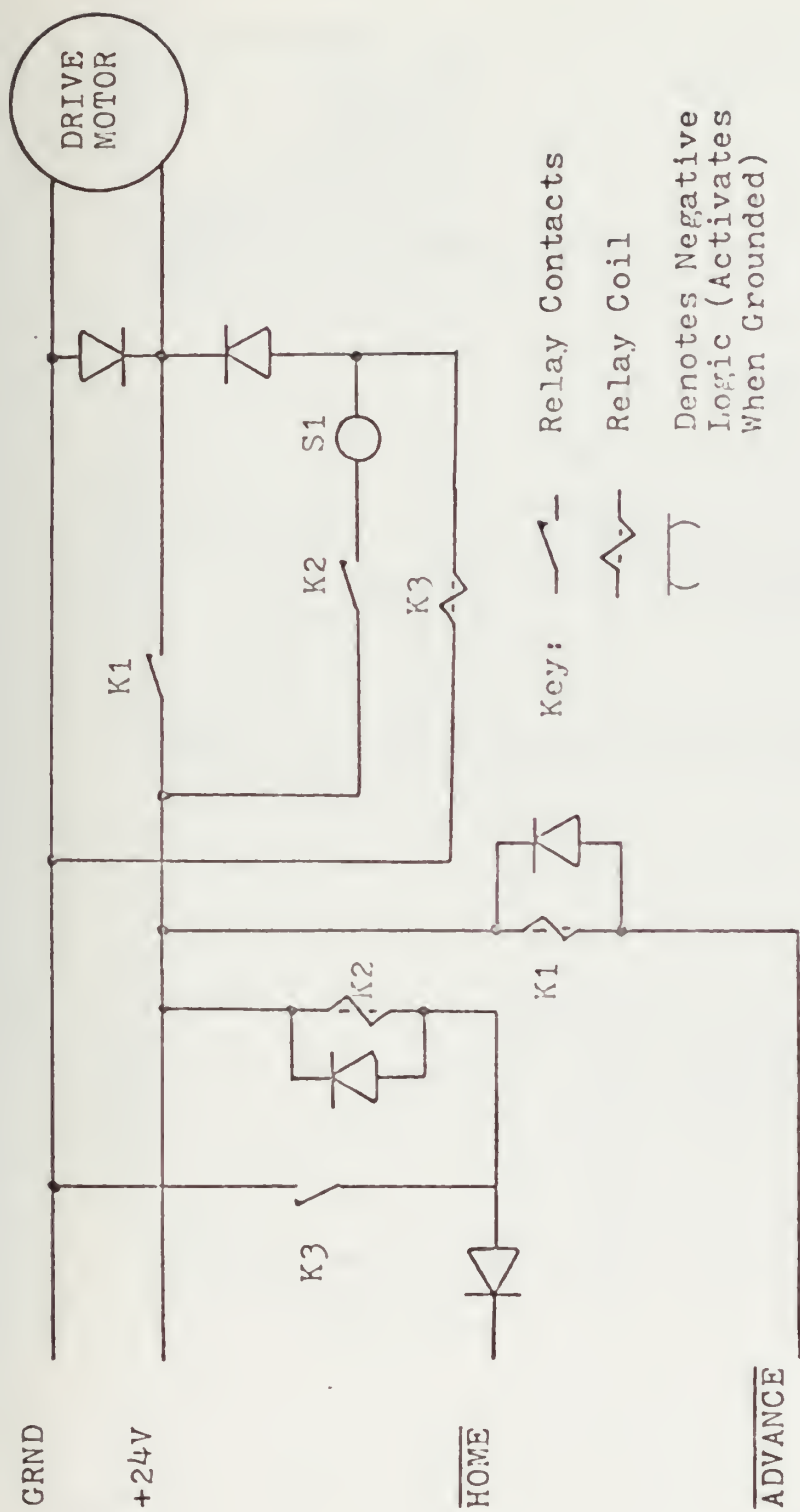 GRND
+24V
HOME
ADVANCE
K3
K2
K1
K1
K2
K3
S1
DRIVE
MOTOR
Key:
Relay Contacts
Relay Coil
Denotes Negative
Logic (Activates
When Grounded)